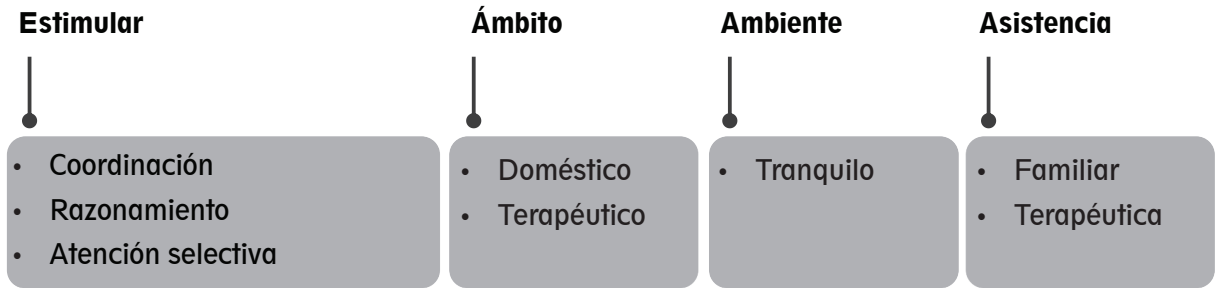 Estimular
• Coordinación
• Razonamiento
• Atención selectiva
Ámbito
• Doméstico
• Terapéutico
Ambiente
• Tranquilo
Asistencia
• Familiar
• Terapéutica